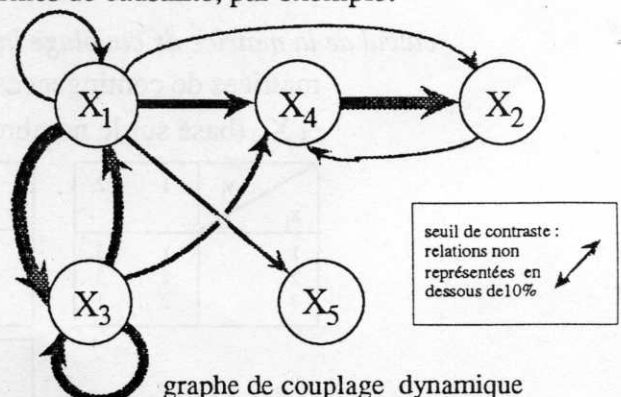 X1
X4
X2
X3
X5
seuil de contraste :
relations non
représentées en
dessous de10%
graphe de couplage dynamique